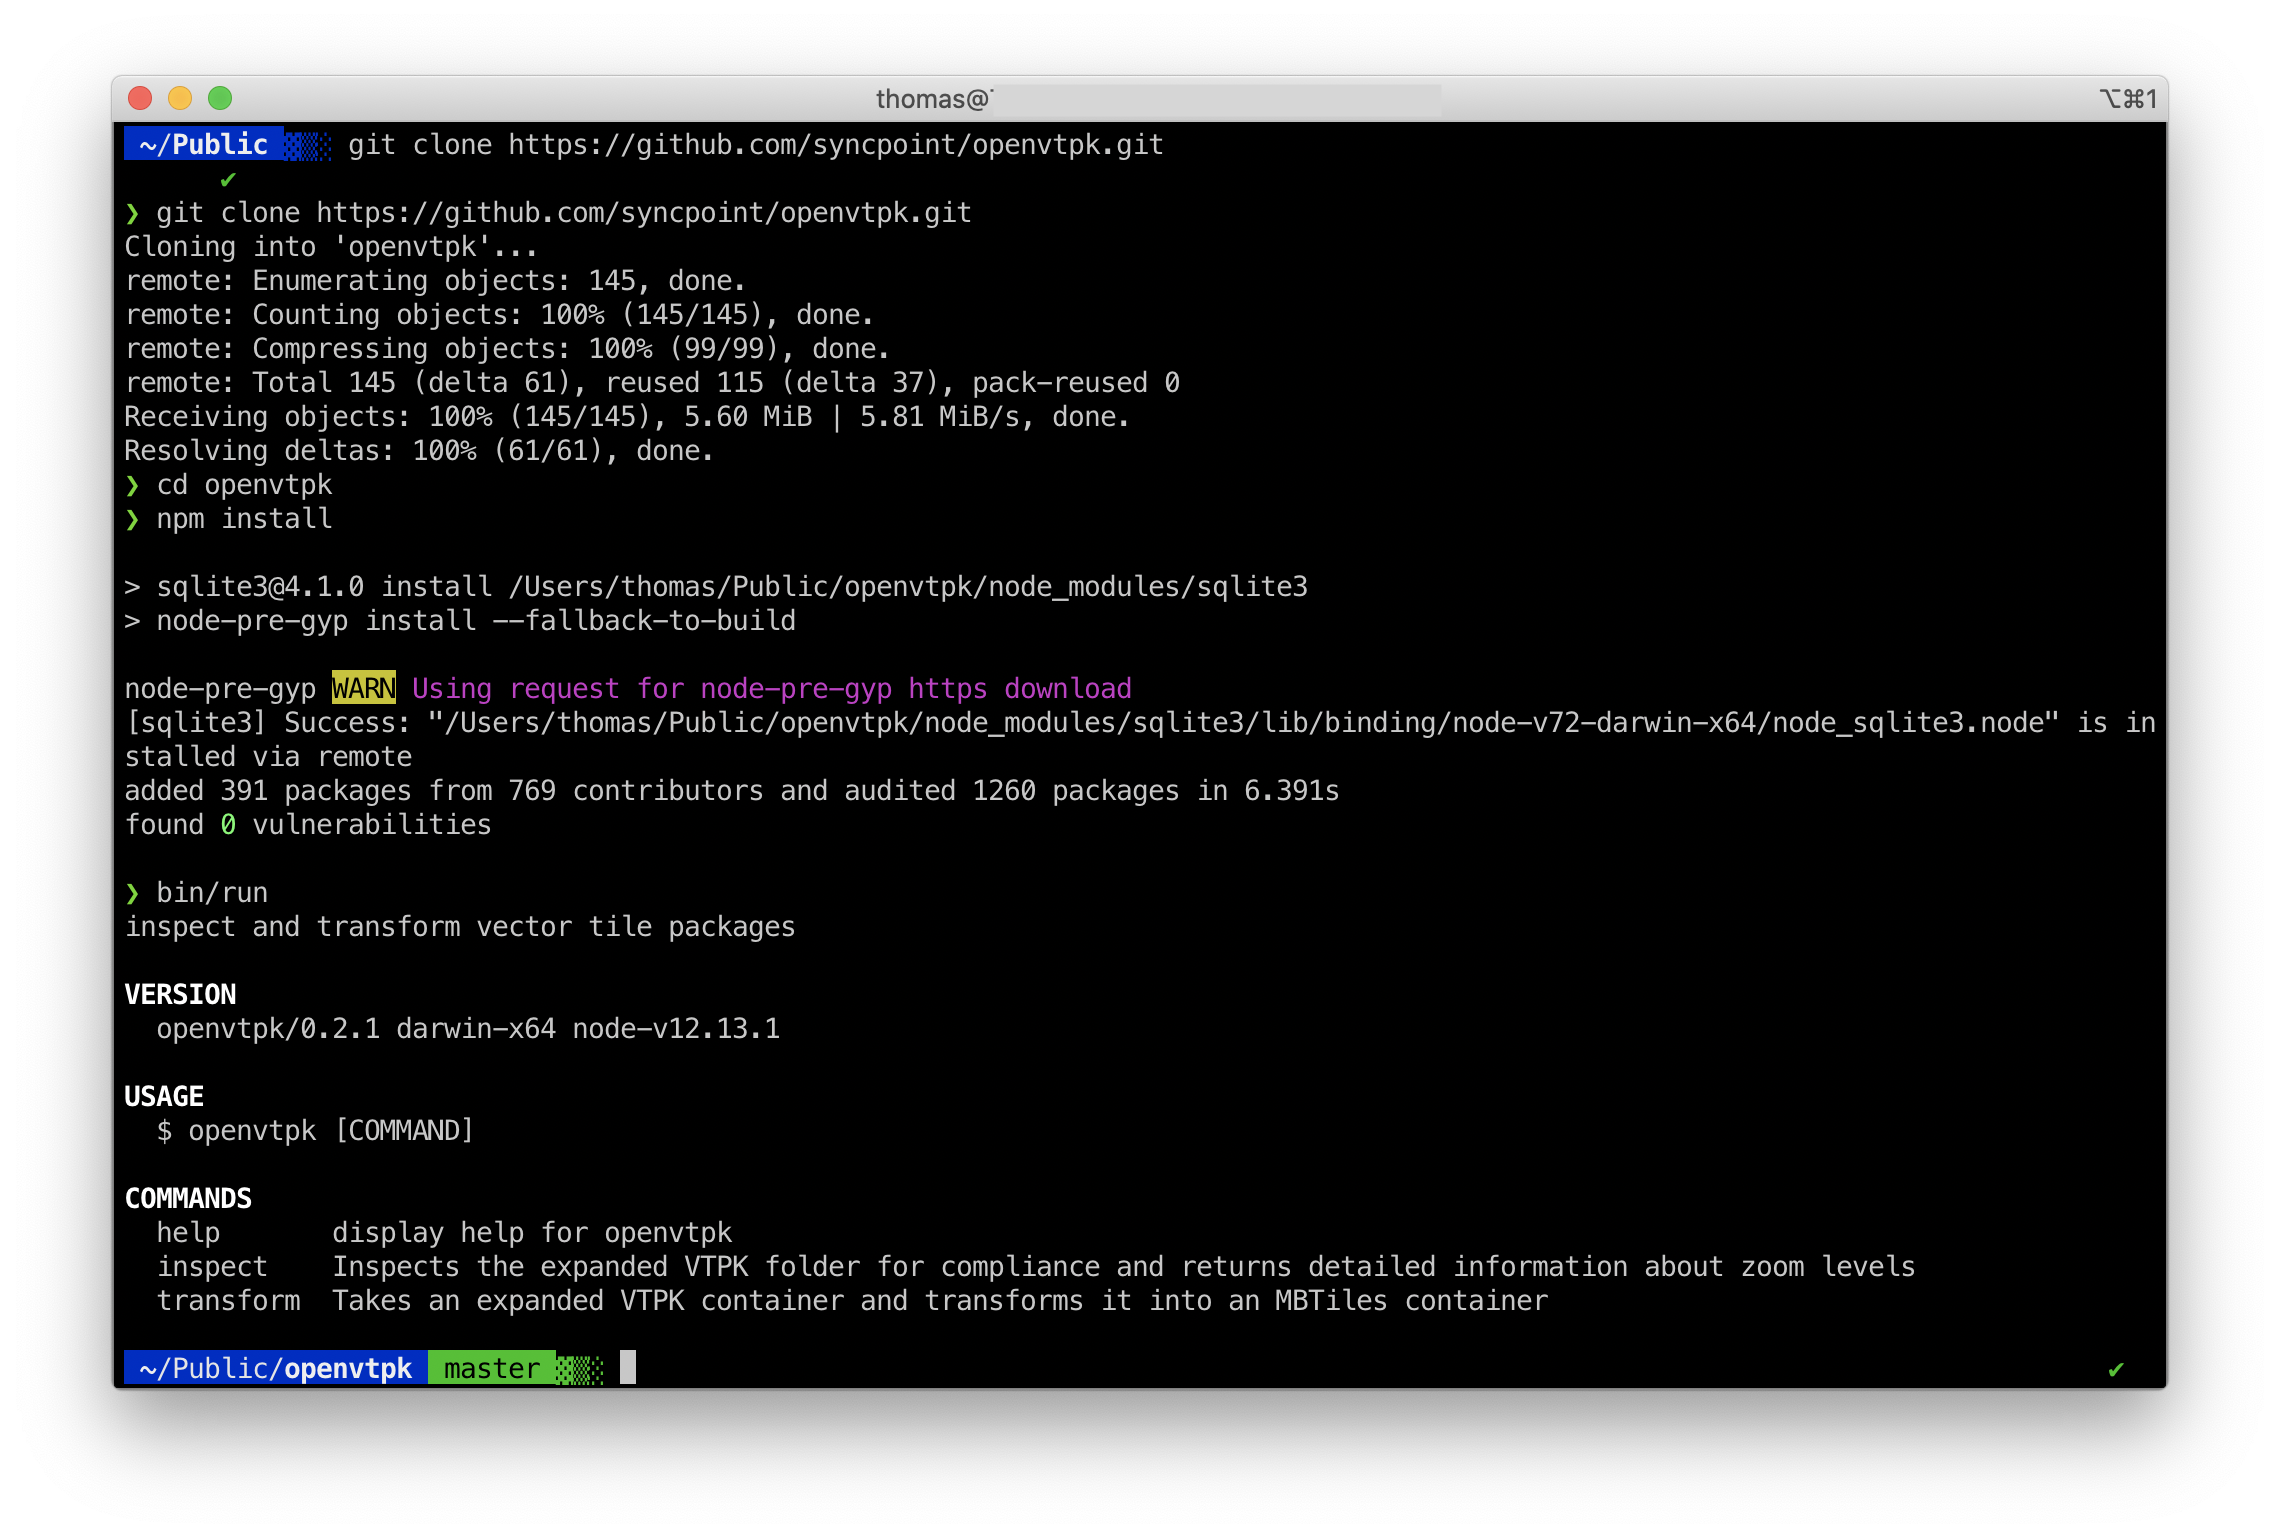 thomas@
⌥⌘1
~/Public git clone https://github.com/syncpoint/openvtpk.git
✔
❯ git clone https://github.com/syncpoint/openvtpk.git
Cloning into 'openvtpk'...
remote: Enumerating objects: 145, done.
remote: Counting objects: 100% (145/145), done.
remote: Compressing objects: 100% (99/99), done.
remote: Total 145 (delta 61), reused 115 (delta 37), pack-reused 0
Receiving objects: 100% (145/145), 5.60 MiB | 5.81 MiB/s, done.
Resolving deltas: 100% (61/61), done.
❯ cd openvtpk
❯ npm install
> sqlite3@4.1.0 install /Users/thomas/Public/openvtpk/node_modules/sqlite3
> node-pre-gyp install --fallback-to-build
node-pre-gyp WARN Using request for node-pre-gyp https download
[sqlite3] Success: "/Users/thomas/Public/openvtpk/node_modules/sqlite3/lib/binding/node-v72-darwin-x64/node_sqlite3.node" is in
stalled via remote
added 391 packages from 769 contributors and audited 1260 packages in 6.391s
found 0 vulnerabilities
❯ bin/run
inspect and transform vector tile packages
VERSION
openvtpk/0.2.1 darwin-x64 node-v12.13.1
USAGE
$ openvtpk [COMMAND]
COMMANDS
help display help for openvtpk
inspect Inspects the expanded VTPK folder for compliance and returns detailed information about zoom levels
transform Takes an expanded VTPK container and transforms it into an MBTiles container
~/Public/openvtpk master ✔